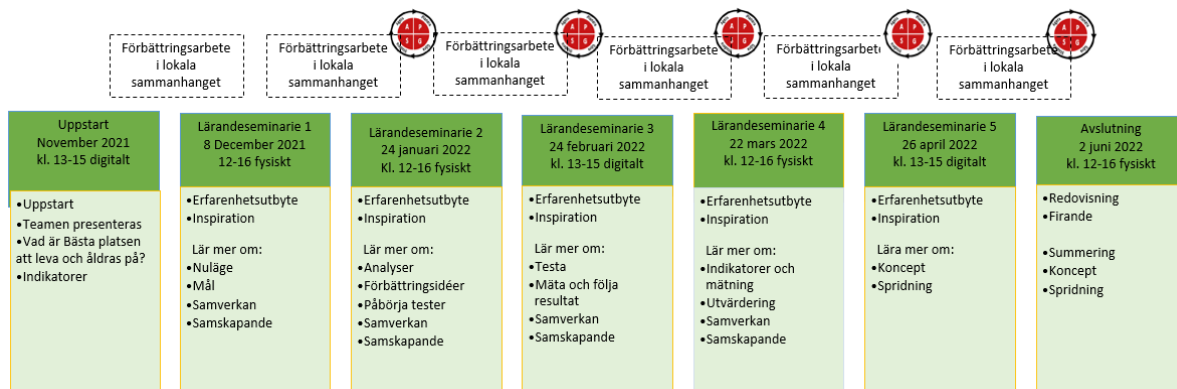 Förbättringsarbete
i lokala
sammanhanget
Förbättringsarbete
i lokala
sammanhanget
Förbättringsarbete
i lokala
sammanhanget
Förbättringsarbete
i lokala
sammanhanget
Förbättringsarbete
i lokala
sammanhanget
Förbättringsarbete
i lokala
sammanhanget
A P
S G
A P
S G
A P
S G
A P
S G
A P
S G
Uppstart
November 2021
kl. 13-15 digitalt
•Uppstart
•Teamen presenteras
•Vad är Bästa platsen
att leva och åldras på?
•Indikatorer
Lärandeseminarie 1
8 December 2021
12-16 fysiskt
•Erfarenhetsutbyte
•Inspiration
Lär mer om:
•Nuläge
•Mål
•Samverkan
•Samskapande
Lärandeseminarie 2
24 januari 2022
Kl. 12-16 fysiskt
•Erfarenhetsutbyte
•Inspiration
Lär mer om:
•Analyser
•Förbättringsidéer
•Påbörja tester
•Samverkan
•Samskapande
Lärandeseminarie 3
24 februari 2022
kl. 13-15 digitalt
•Erfarenhetsutbyte
•Inspiration
Lär mer om:
•Testa
•Mäta och följa
resultat
•Samverkan
•Samskapande
Lärandeseminarie 4
22 mars 2022
kl. 12-16 fysiskt
•Erfarenhetsutbyte
•Inspiration
Lär mer om:
•Indikatorer och
mätning
•Utvärdering
•Samverkan
•Samskapande
Lärandeseminarie 5
26 april 2022
kl. 13-15 digitalt
•Erfarenhetsutbyte
•Inspiration
Lära mer om:
•Koncept
•Spridning
Avslutning
2 juni 2022
kl. 12-16 fysiskt
•Redovisning
•Firande
•Summering
•Koncept
•Spridning